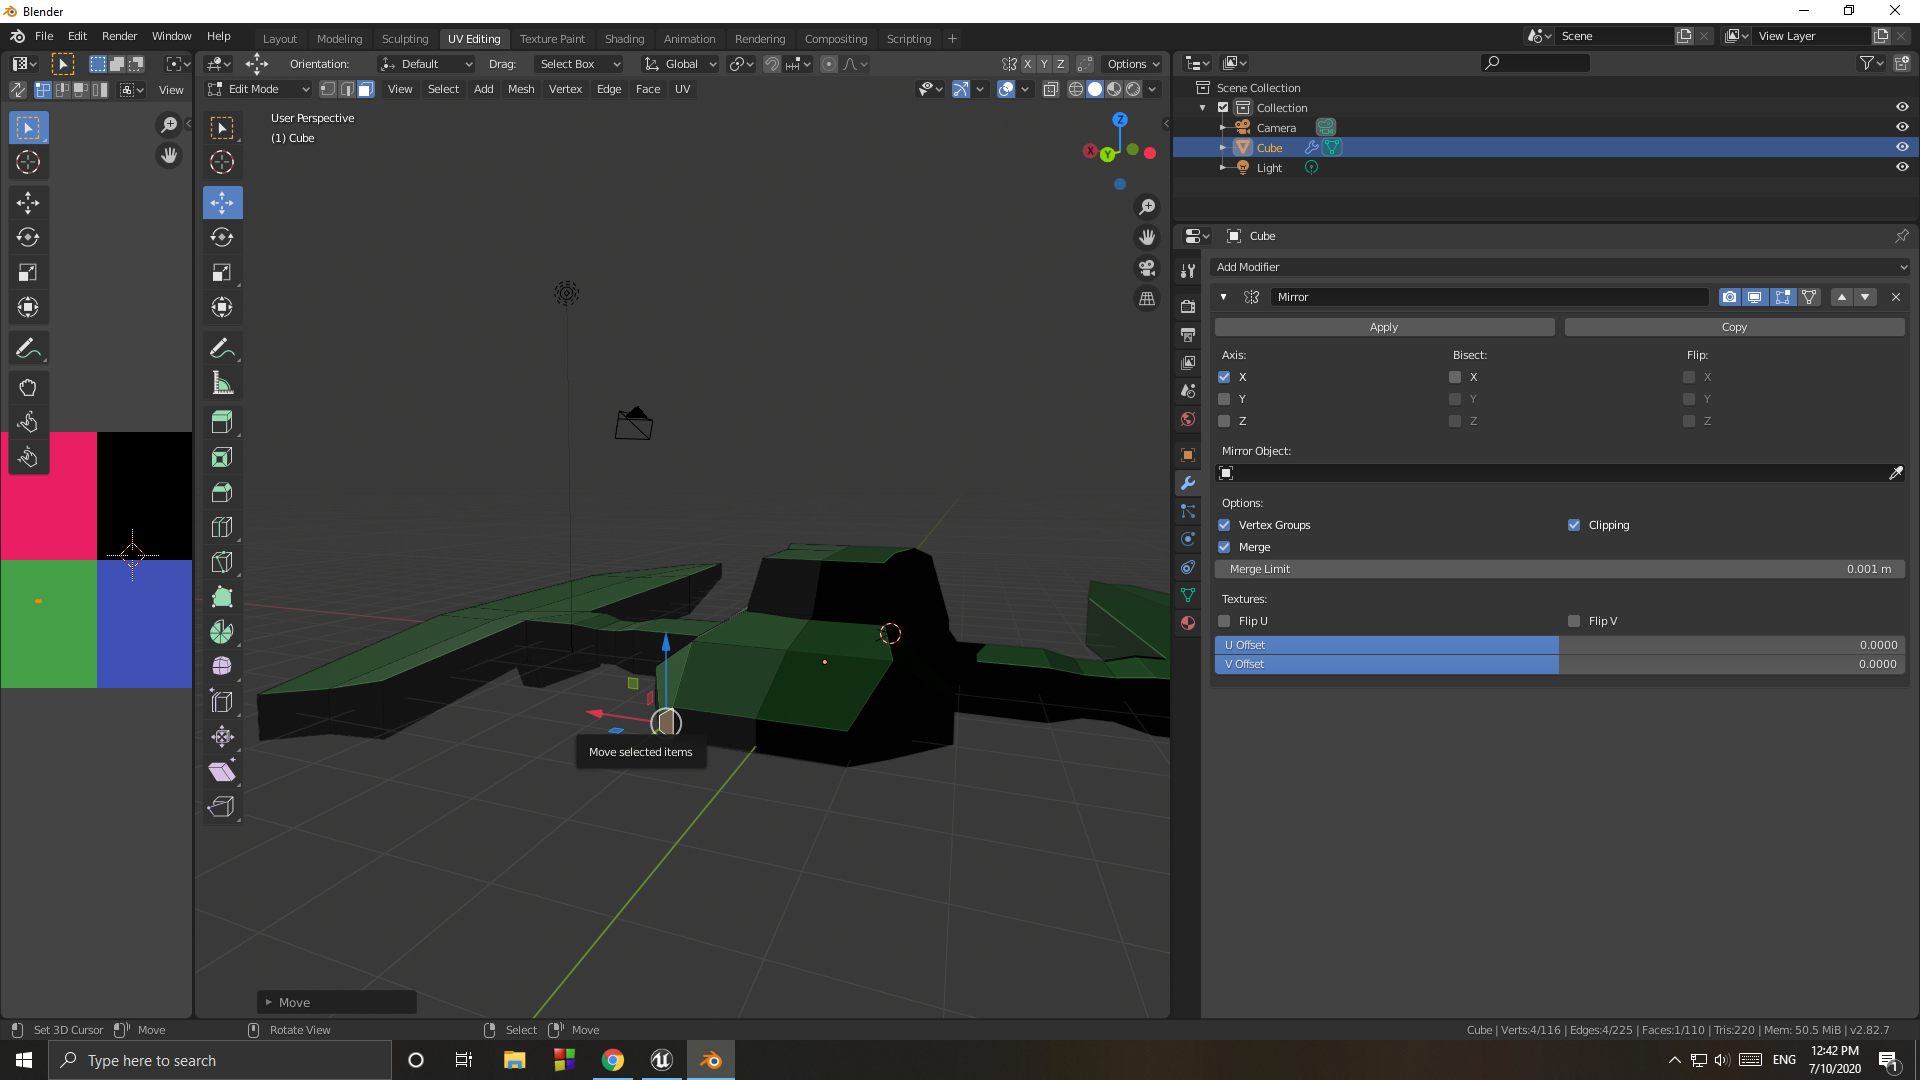 Blender
File Edit Render Window Help
Layout Modeling Sculpting UV Editing Texture Paint Shading Animation Rendering Compositing Scripting
Scene
View Layer
Orientation: Default Drag: Select Box Global X Y Z Options
View
Edit Mode View Select Add Mesh Vertex Edge Face UV
User Perspective
(1) Cube
Z
X
Y
Move selected items
Move
Scene Collection
Collection
Camera
Cube
Light
Cube
Add Modifier
Mirror
Apply Copy
Axis: Bisect: Flip:
X X X
Y Y Y
Z Z Z
Mirror Object:
Options:
Vertex Groups Clipping
Merge
Merge Limit 0.001 m
Textures:
Flip U Flip V
U Offset 0.0000
V Offset 0.0000
Set 3D Cursor Move Rotate View Select Move
Cube | Verts:4/116 | Edges:4/225 | Faces:1/110 | Tris:220 | Mem: 50.5 MiB | v2.82.7
Type here to search
ENG
12:42 PM
7/10/2020
1